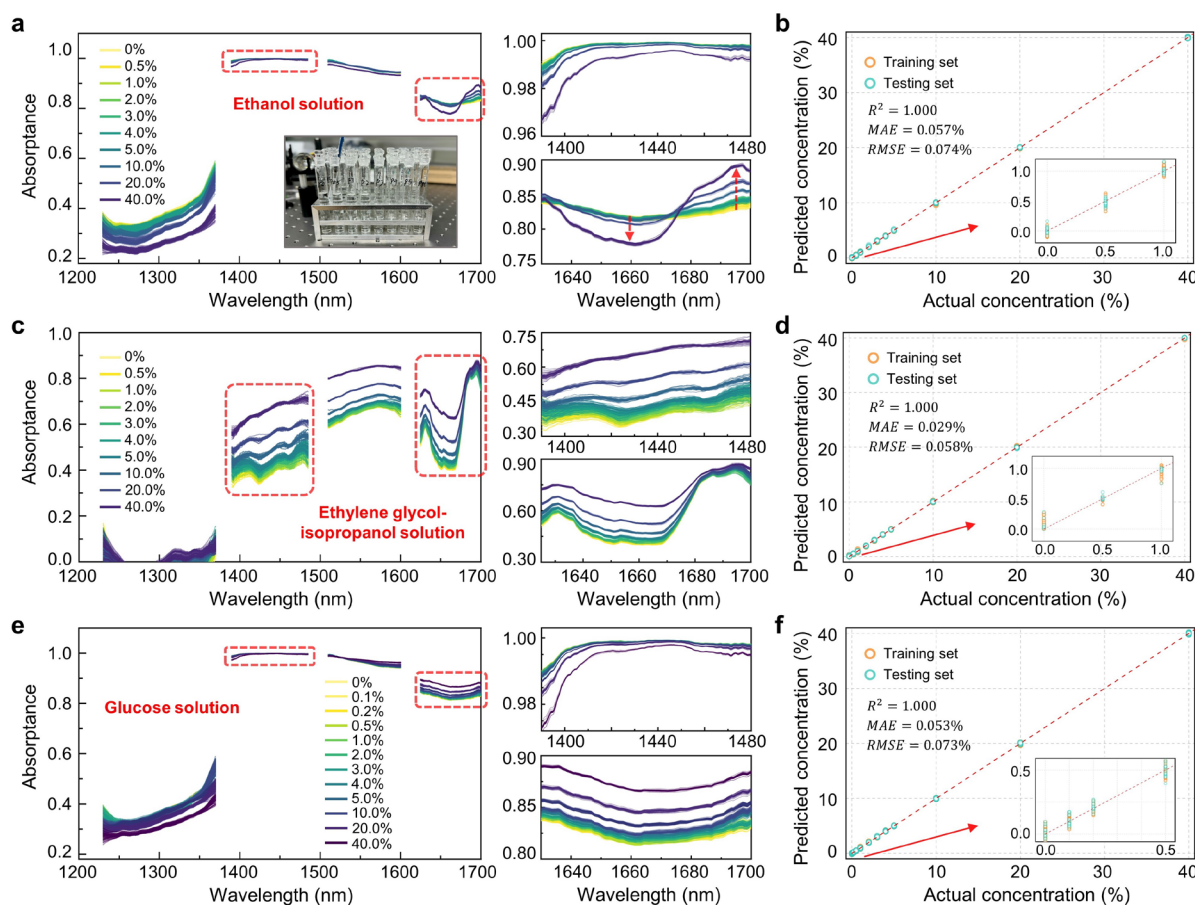 a
1.0
0.8
0.6
0.4
0.2
Absorptance
0%
0.5%
1.0%
2.0%
3.0%
4.0%
5.0%
10.0%
20.0%
40.0%
Ethanol solution
1200 1300 1400 1500 1600 1700
Wavelength (nm)
1.00
0.98
0.96
1400 1440 1480
0.90
0.85
0.80
0.75
1640 1660 1680 1700
Wavelength (nm)
b
Predicted concentration (%)
40
30
20
10
0
Training set
Testing set
R² = 1.000
MAE = 0.057%
RMSE = 0.074%
1.0
0.5
0.0
0.0 0.5 1.0
0 10 20 30 40
Actual concentration (%)
c
1.0
0.8
0.6
0.4
0.2
0.0
Absorptance
0%
0.5%
1.0%
2.0%
3.0%
4.0%
5.0%
10.0%
20.0%
40.0%
Ethylene glycol-
isopropanol solution
1200 1300 1400 1500 1600 1700
Wavelength (nm)
0.75
0.60
0.45
0.30
1400 1440 1480
0.90
0.70
0.50
0.30
1640 1660 1680 1700
Wavelength (nm)
d
Predicted concentration (%)
40
30
20
10
0
Training set
Testing set
R² = 1.000
MAE = 0.029%
RMSE = 0.058%
1.0
0.5
0.0
0.0 0.5 1.0
0 10 20 30 40
Actual concentration (%)
e
1.0
0.8
0.6
0.4
0.2
Absorptance
Glucose solution
0%
0.1%
0.2%
0.5%
1.0%
2.0%
3.0%
4.0%
5.0%
10.0%
20.0%
40.0%
1200 1300 1400 1500 1600 1700
Wavelength (nm)
1.00
0.98
0.97
1400 1440 1480
0.90
0.85
0.80
1640 1660 1680 1700
Wavelength (nm)
f
Predicted concentration (%)
40
30
20
10
0
Training set
Testing set
R² = 1.000
MAE = 0.053%
RMSE = 0.073%
0.5
0.0
0.0 0.5
0 10 20 30 40
Actual concentration (%)